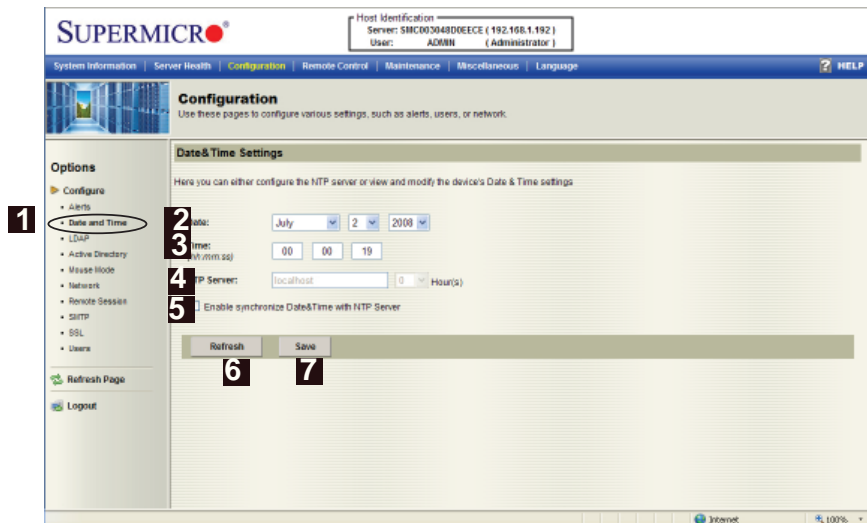 SUPERMICR®
Host Identification
Server: SMC003048D0EECE ( 192.168.1.192 )
User: ADMIN ( Administrator )
System Information | Server Health | Configuration | Remote Control | Maintenance | Miscellaneous | Language
HELP
Configuration
Use these pages to configure various settings, such as alerts, users, or network.
Options
Configure
Alerts
1
Date and Time
LDAP
Active Directory
Mouse Mode
Network
Remote Session
SMTP
SSL
Users
Refresh Page
Logout
Date&Time Settings
Here you can either configure the NTP server or view and modify the device's Date & Time settings
2 ate: July 2 2008
3 ime: 00 00 19
(hh:mm:ss)
4 TP Server: localhost 0 Hour(s)
5 Enable synchronize Date&Time with NTP Server
Refresh Save
6 7
Internet 100%